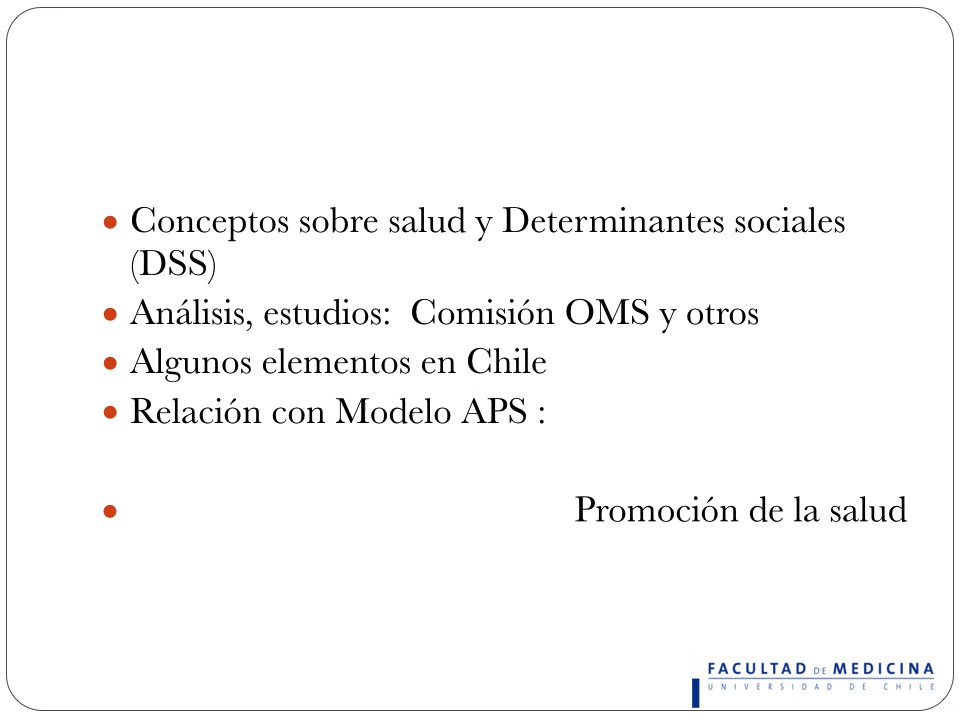 • Conceptos sobre salud y Determinantes sociales
(DSS)
• Análisis, estudios:  Comisión OMS y otros
• Algunos elementos en Chile
• Relación con Modelo APS :
• Promoción de la salud
FACULTAD DE MEDICINA
UNIVERSIDAD DE CHILE